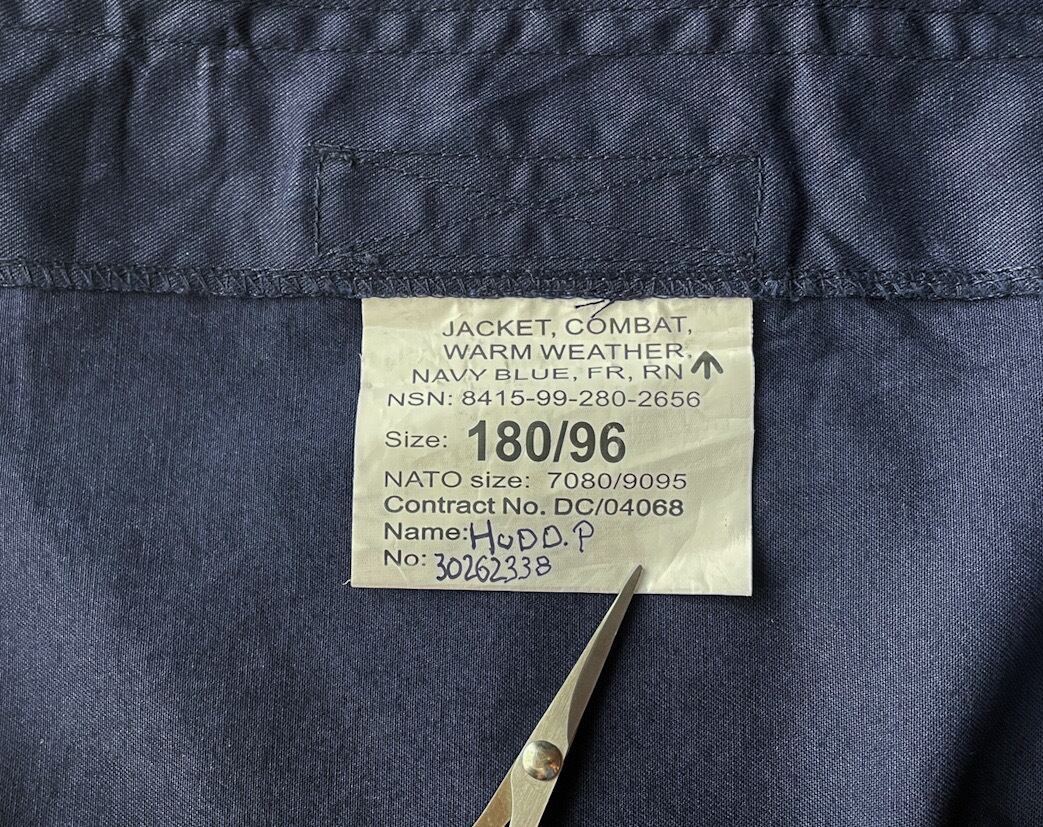 JACKET, COMBAT,
WARM WEATHER,
NAVY BLUE, FR, RN
NSN: 8415-99-280-2656
Size: 180/96
NATO size: 7080/9095
Contract No. DC/04068
Name: HUDD.P
No: 30262338